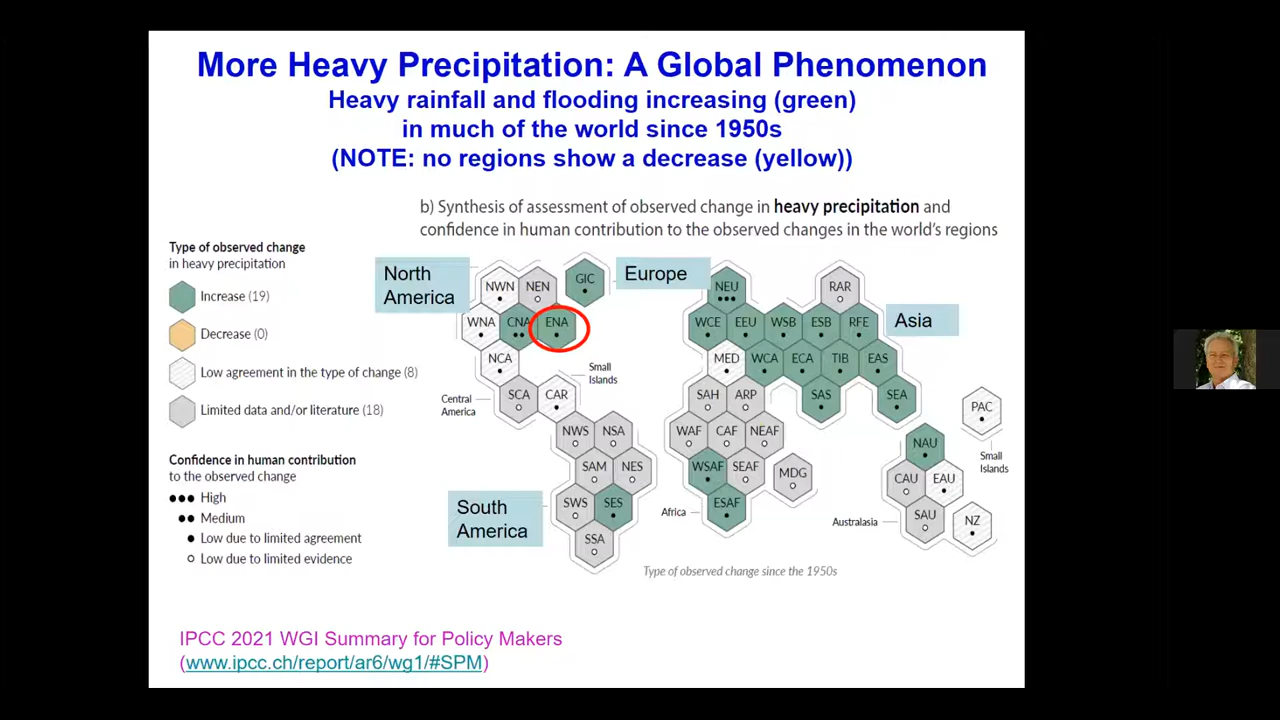 More Heavy Precipitation: A Global Phenomenon
Heavy rainfall and flooding increasing (green)
in much of the world since 1950s
(NOTE: no regions show a decrease (yellow))
b) Synthesis of assessment of observed change in heavy precipitation and
confidence in human contribution to the observed changes in the world's regions
Type of observed change
in heavy precipitation
Increase (19)
Decrease (0)
Low agreement in the type of change (8)
Limited data and/or literature (18)
Confidence in human contribution
to the observed change
High
Medium
Low due to limited agreement
Low due to limited evidence
North
America
NWN NEN GIC
WNA CNA ENA
NCA
Small
Islands
Central
America
SCA CAR
NWS NSA
SAM NES
South
America
SWS SES
SSA
Europe
NEU RAR
WCE EEU WSB ESB RFE
Asia
MED WCA ECA TIB EAS
SAH ARP SAS SEA
WAF CAF NEAF
WSAF SEAF MDG
Africa
ESAF
PAC
Small
Islands
NAU
CAU EAU
Australasia
SAU NZ
Type of observed change since the 1950s
IPCC 2021 WGI Summary for Policy Makers
(www.ipcc.ch/report/ar6/wg1/#SPM)